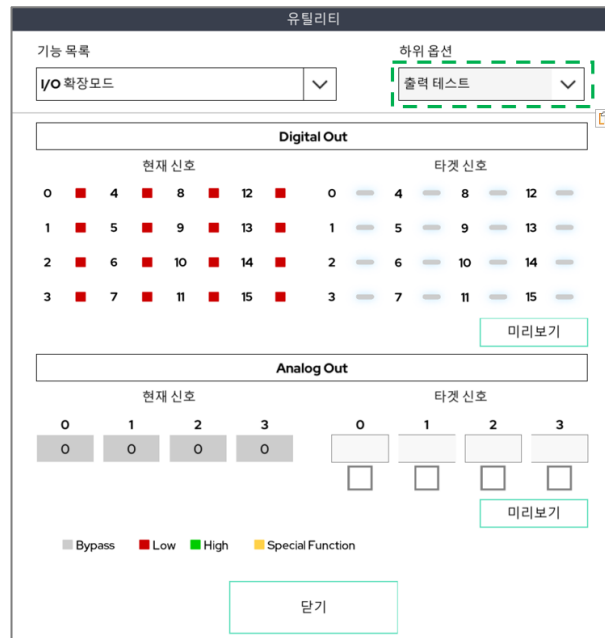 유틸리티
기능 목록 하위 옵션
I/O 확장모드 출력 테스트
Digital Out
현재 신호 타겟 신호
0 4 8 12 0 4 8 12
1 5 9 13 1 5 9 13
2 6 10 14 2 6 10 14
3 7 11 15 3 7 11 15
미리보기
Analog Out
현재 신호 타겟 신호
0 1 2 3 0 1 2 3
0 0 0 0
미리보기
Bypass Low High Special Function
닫기